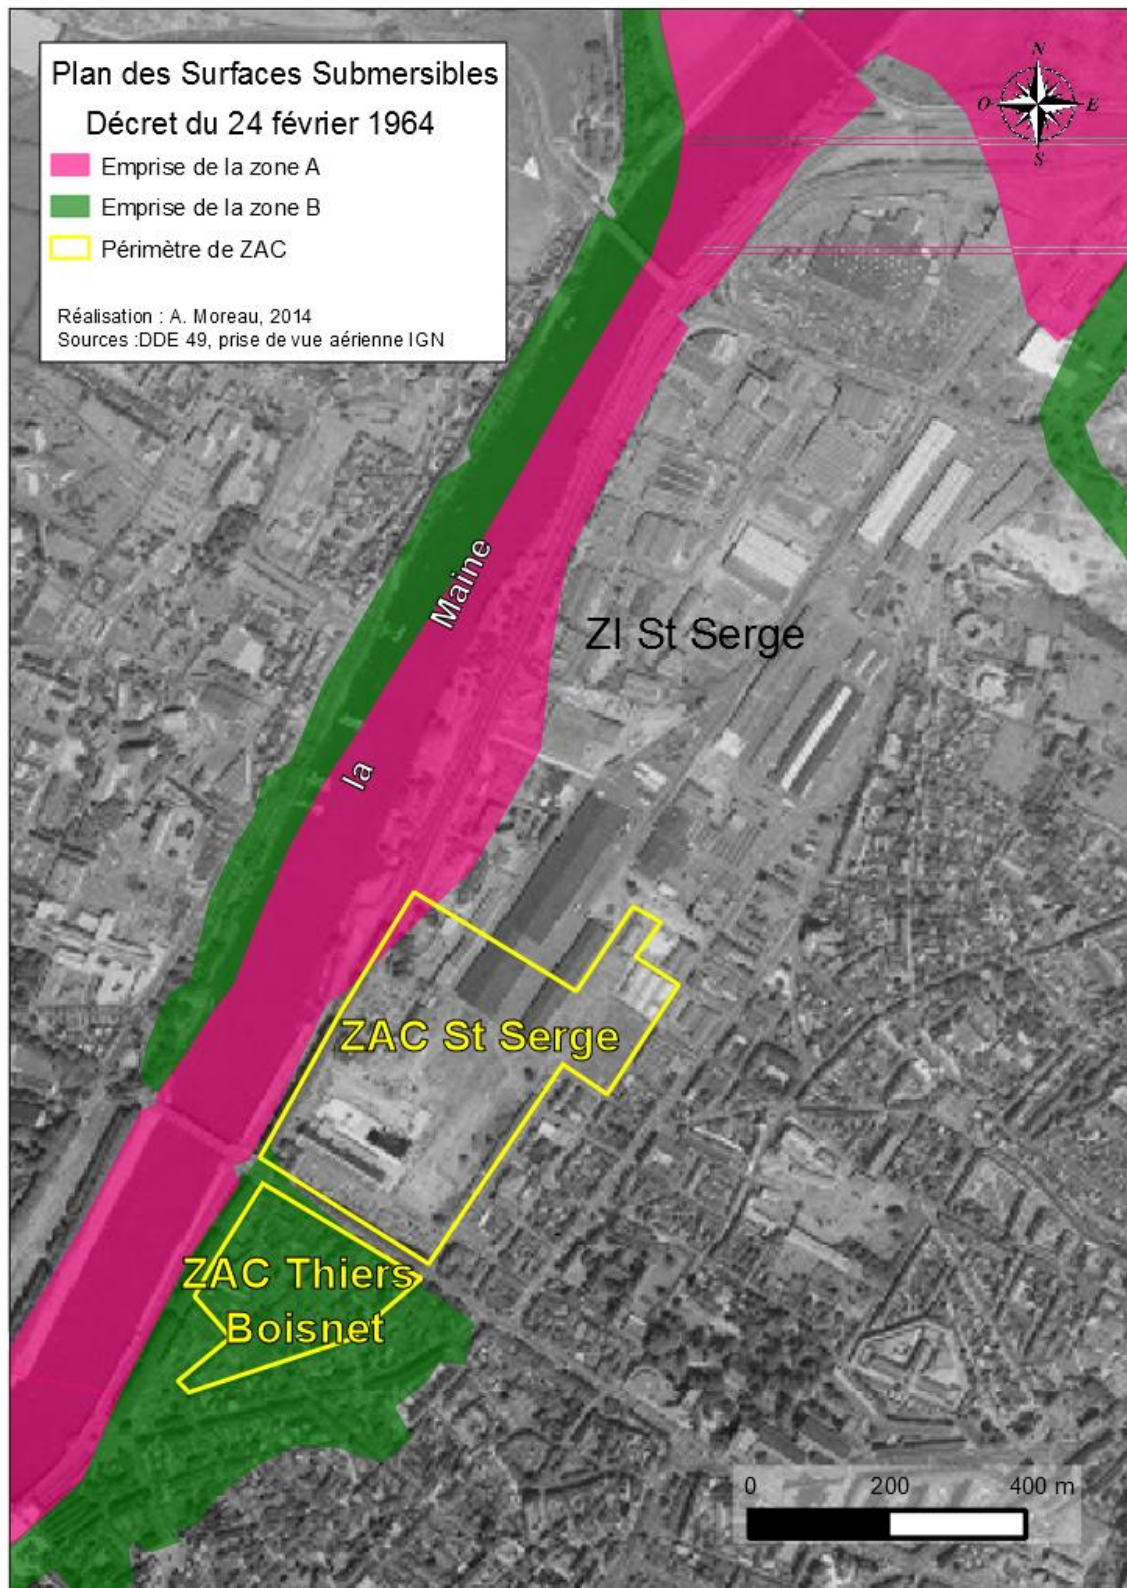 Plan des Surfaces Submersibles
Décret du 24 février 1964
Emprise de la zone A
Emprise de la zone B
Périmètre de ZAC
Réalisation : A. Moreau, 2014
Sources :DDE 49, prise de vue aérienne IGN
N
O
E
S
la Maine
ZI St Serge
ZAC St Serge
ZAC Thiers
Boisnet
0 200 400 m